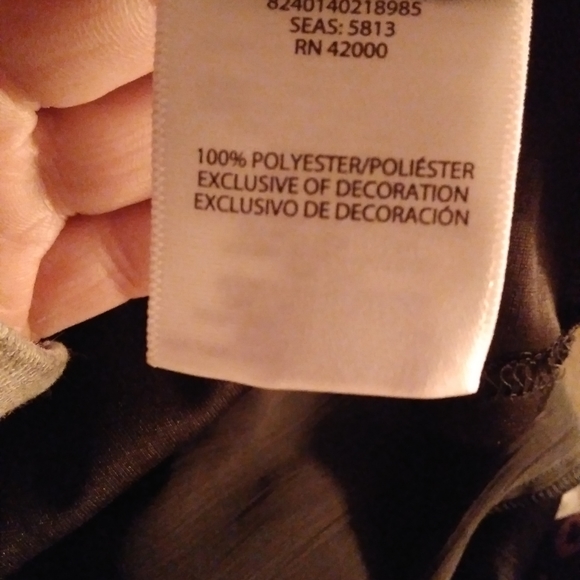 8240140218985
SEAS: 5813
RN 42000
100% POLYESTER/POLIÉSTER
EXCLUSIVE OF DECORATION
EXCLUSIVO DE DECORACIÓN